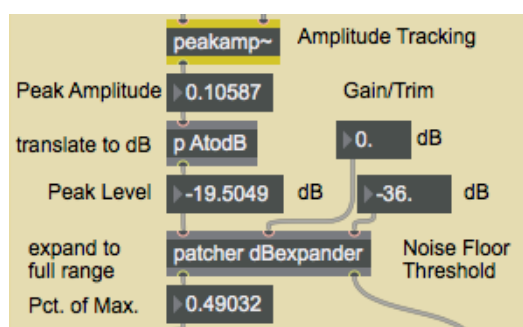 peakamp~ Amplitude Tracking
Peak Amplitude 0.10587 Gain/Trim
translate to dB p AtodB 0. dB
Peak Level -19.5049 dB -36. dB
expand to
full range
patcher dBexpander
Noise Floor
Threshold
Pct. of Max. 0.49032